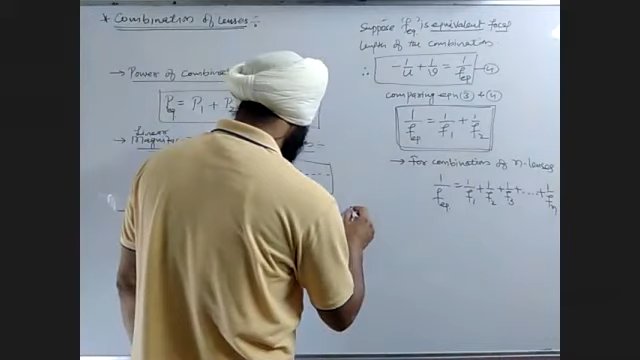 * Combination of lenses :-
→ Power of combina
P_eq = P_1 + P_2
→ Linear
Magnific
Suppose 'f_eq' is equivalent focal
length of the combination.
∴ -1/u + 1/v = 1/f_eq —(4)
comparing eqn (3) & (4)
1/f_eq = 1/f_1 + 1/f_2
→ for combination of n-lenses
1/f_eq = 1/f_1 + 1/f_2 + 1/f_3 + ... + 1/f_n